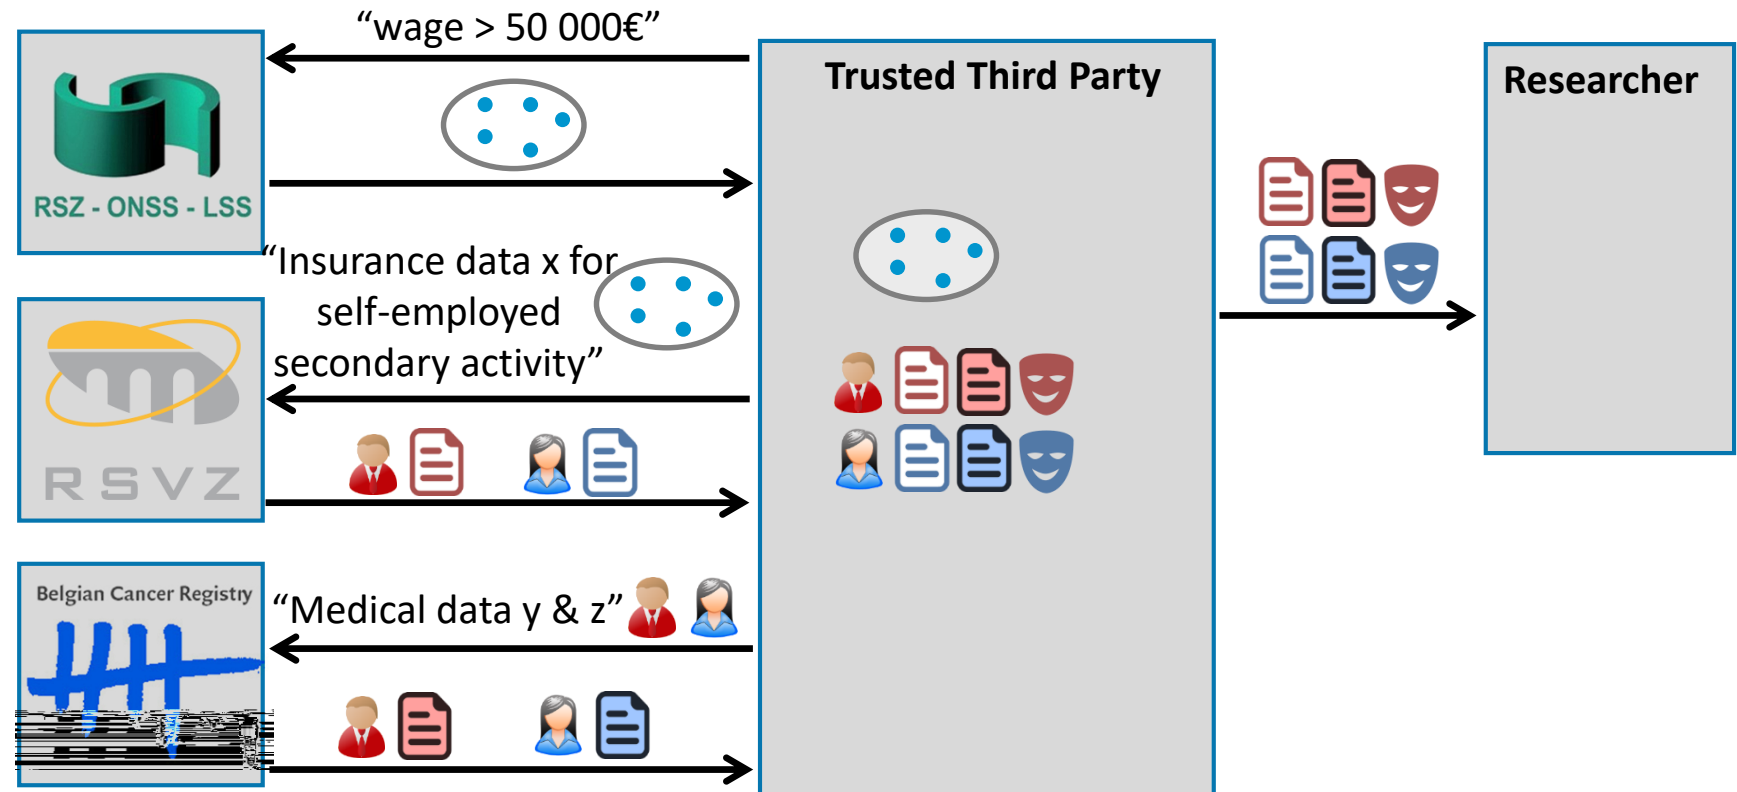 “wage > 50 000€”
Trusted Third Party
Researcher
RSZ - ONSS - LSS
“Insurance data x for
self-employed
secondary activity”
RSVZ
Belgian Cancer Registry
“Medical data y & z”